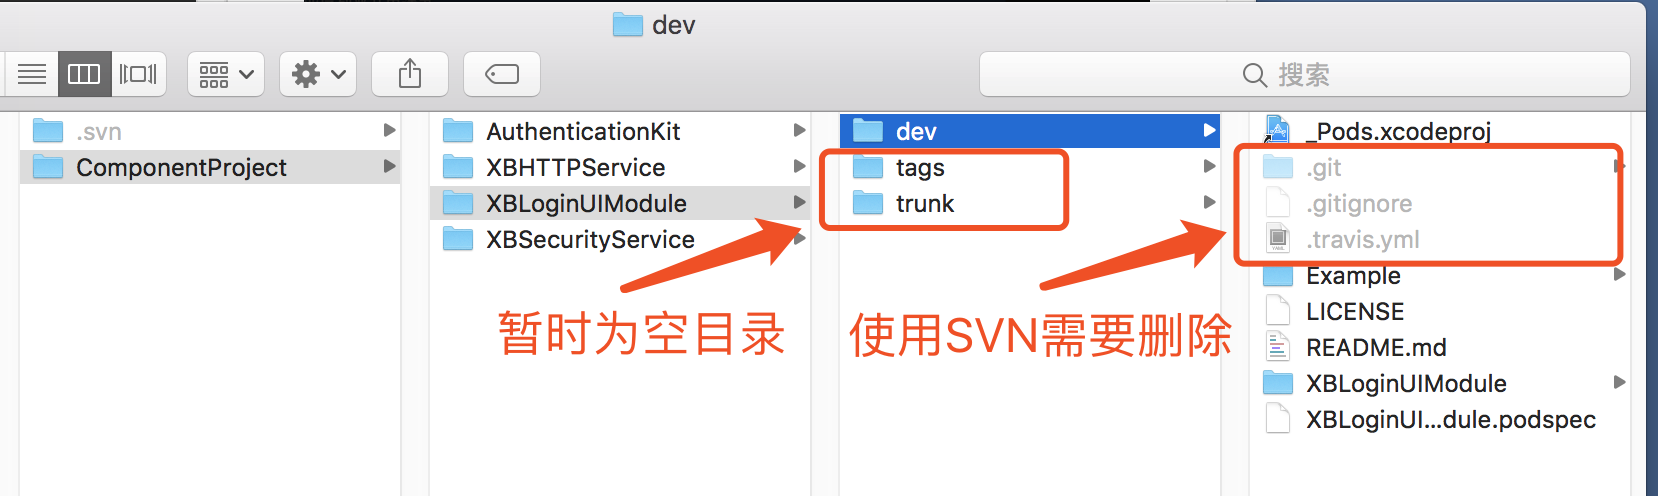 dev
搜索
.svn
ComponentProject
AuthenticationKit
XBHTTPService
XBLoginUIModule
XBSecurityService
dev
tags
trunk
_Pods.xcodeproj
.git
.gitignore
.travis.yml
Example
LICENSE
README.md
XBLoginUIModule
XBLoginUI...dule.podspec
暂时为空目录
使用SVN需要删除